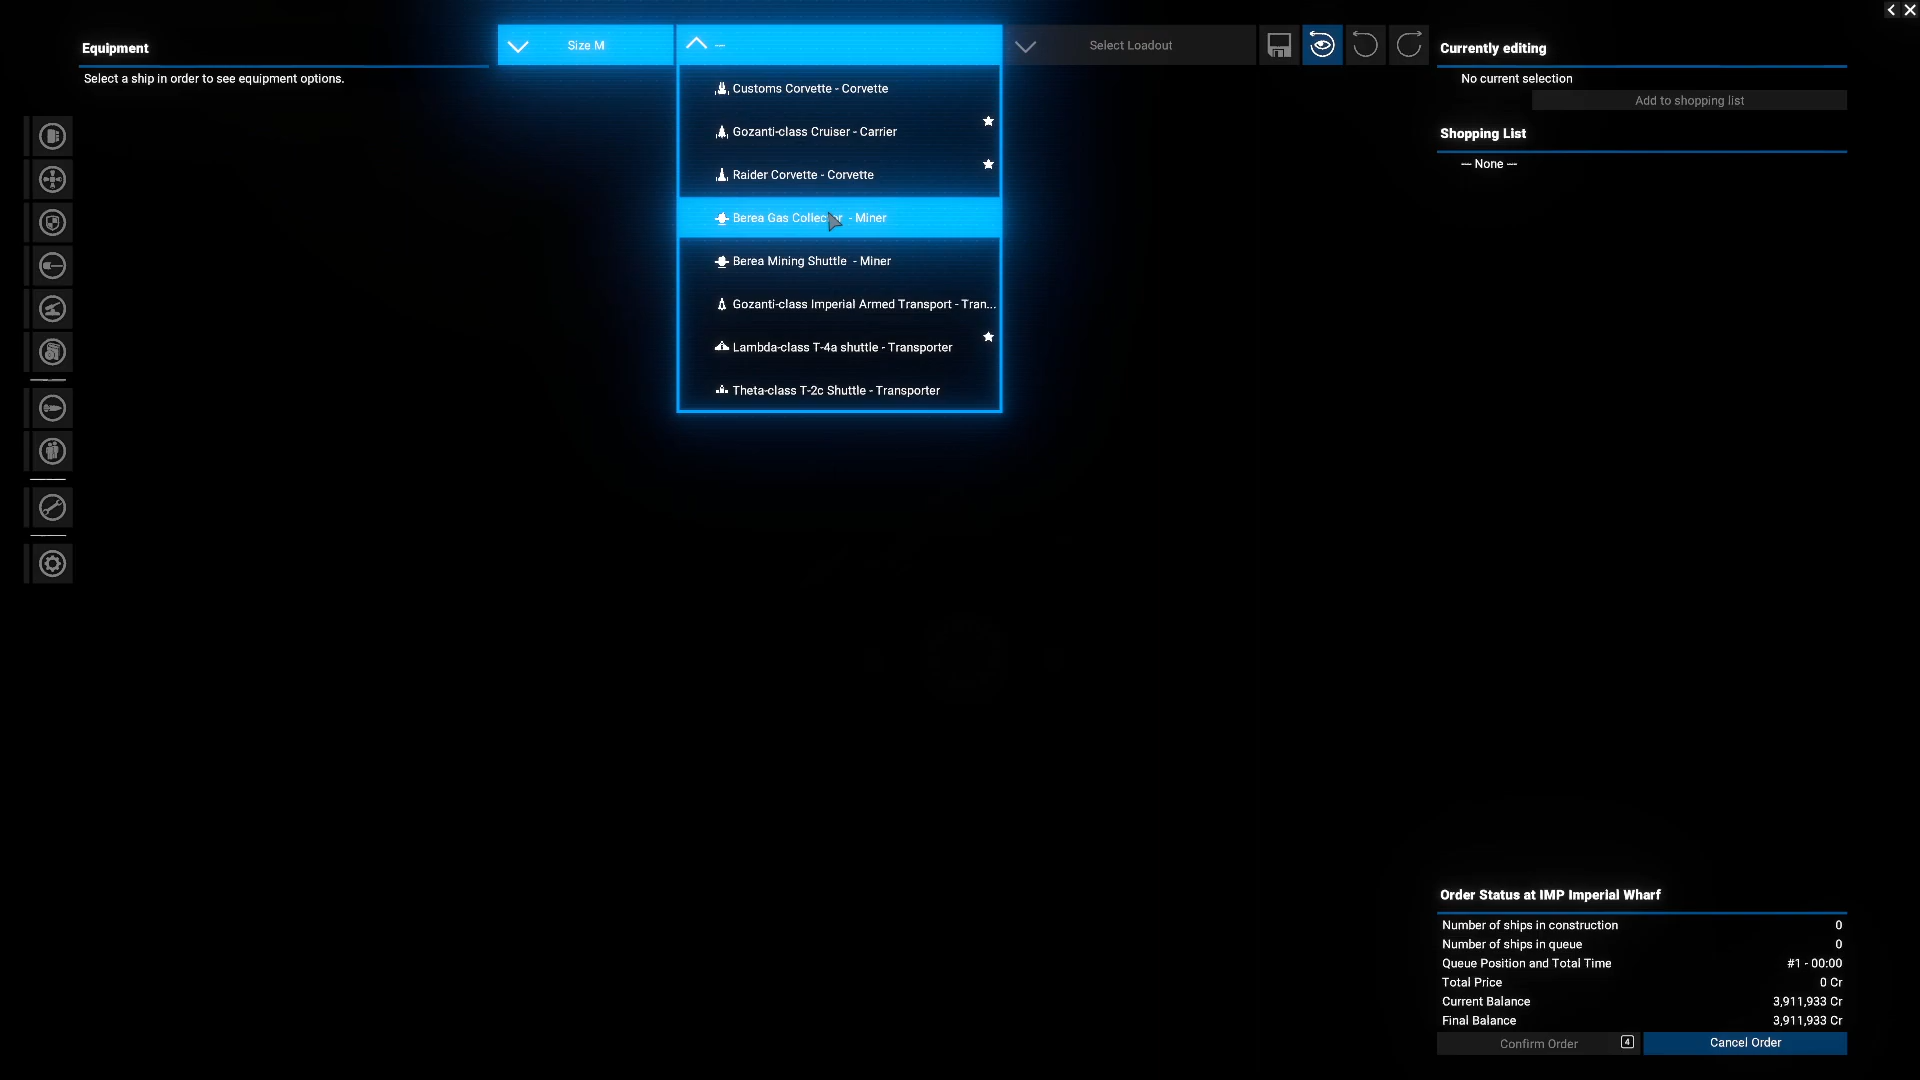 Equipment
Select a ship in order to see equipment options.
Size M
---
Select Loadout
Customs Corvette - Corvette
Gozanti-class Cruiser - Carrier
Raider Corvette - Corvette
Berea Gas Collector - Miner
Berea Mining Shuttle - Miner
Gozanti-class Imperial Armed Transport - Tran...
Lambda-class T-4a shuttle - Transporter
Theta-class T-2c Shuttle - Transporter
Currently editing
No current selection
Add to shopping list
Shopping List
--- None ---
Order Status at IMP Imperial Wharf
Number of ships in construction 0
Number of ships in queue 0
Queue Position and Total Time #1 - 00:00
Total Price 0 Cr
Current Balance 3,911,933 Cr
Final Balance 3,911,933 Cr
Confirm Order 4
Cancel Order